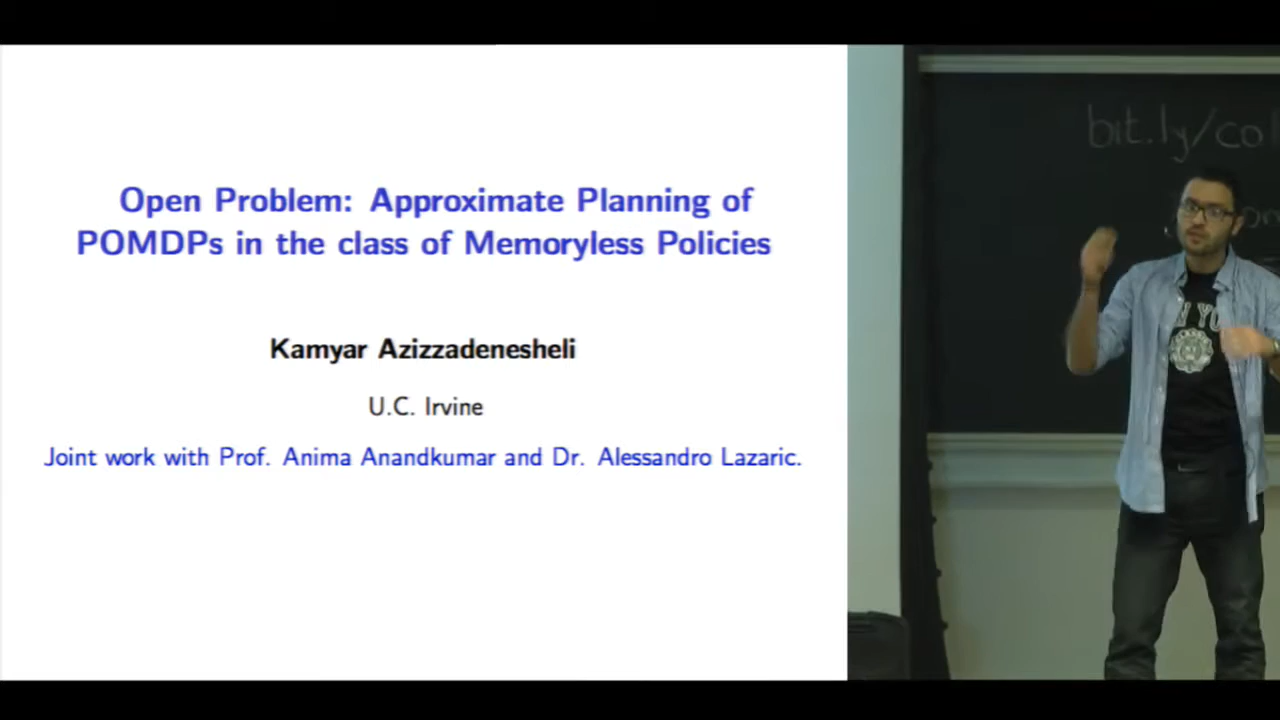 Open Problem: Approximate Planning of
POMDPs in the class of Memoryless Policies
Kamyar Azizzadenesheli
U.C. Irvine
Joint work with Prof. Anima Anandkumar and Dr. Alessandro Lazaric.
bit.ly/col